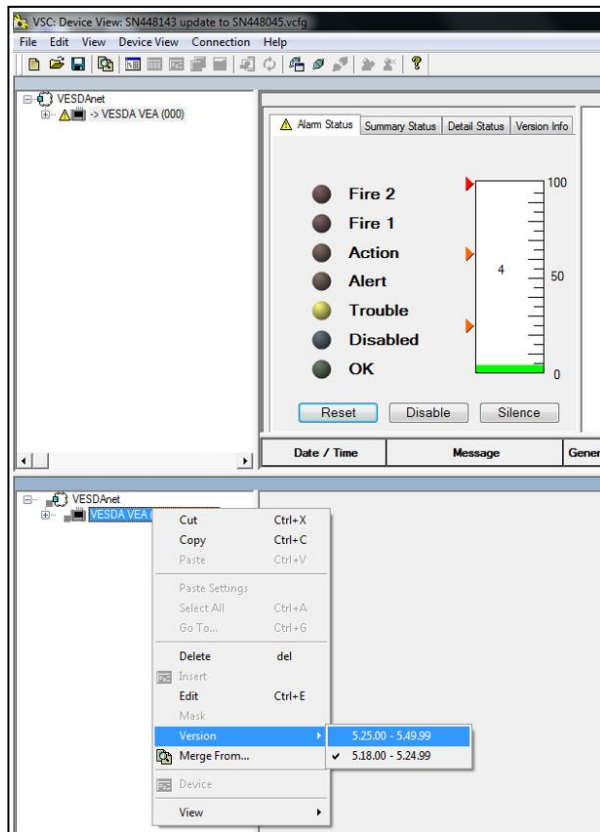 VSC: Device View: SN448143 update to SN448045.vcfg
File Edit View Device View Connection Help
VESDAnet
-> VESDA VEA (000)
Alarm Status Summary Status Detail Status Version Info
Fire 2
Fire 1
Action
Alert
Trouble
Disabled
OK
100
50
0
4
Reset Disable Silence
Date / Time Message Gener
VESDAnet
VESDA VEA (
Cut Ctrl+X
Copy Ctrl+C
Paste Ctrl+V
Paste Settings
Select All Ctrl+A
Go To... Ctrl+G
Delete del
Insert
Edit Ctrl+E
Mask
Version 5.25.00 - 5.49.99
Merge From... ✔ 5.18.00 - 5.24.99
Device
View